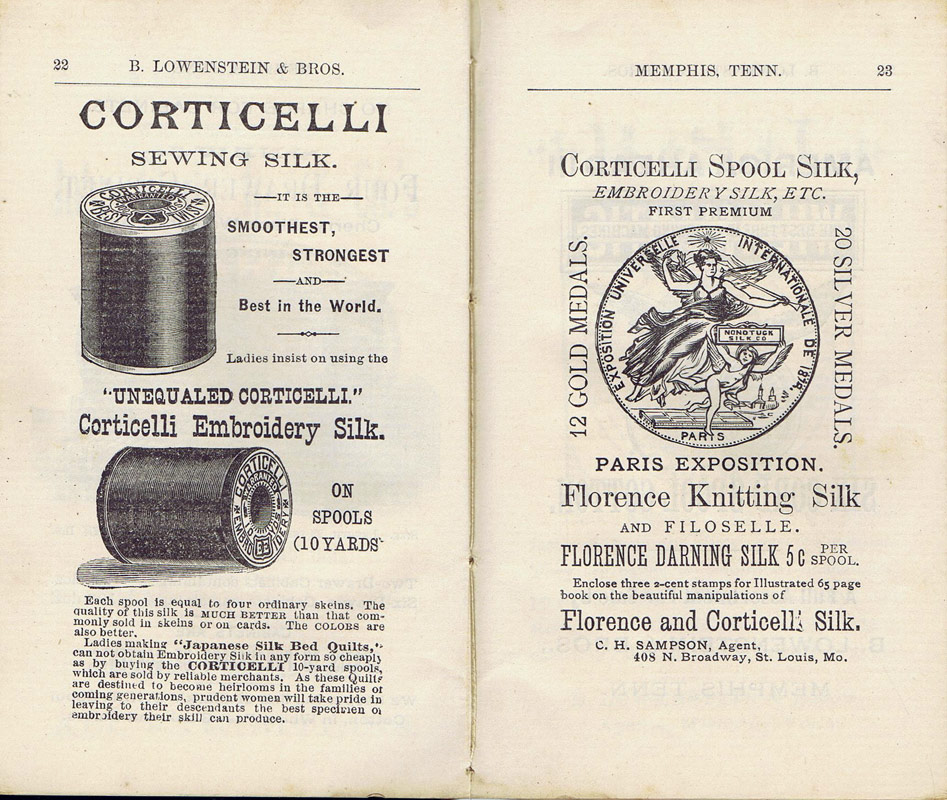 22 B. LOWENSTEIN & BROS.
CORTICELLI
SEWING SILK.
CORTICELLI
WARRANTED
A
—IT IS THE—
SMOOTHEST,
STRONGEST
—AND—
Best in the World.
Ladies insist on using the
"UNEQUALED CORTICELLI."
Corticelli Embroidery Silk.
CORTICELLI
WARRANTED
10 YDS
EE
EMBROIDERY
ON
SPOOLS
(10 YARDS
Each spool is equal to four ordinary skeins. The
quality of this silk is MUCH BETTER than that com-
monly sold in skeins or on cards. The COLORS are
also better.
Ladies making "Japanese Silk Bed Quilts,"
can not obtain Embroidery Silk in any form so cheaply
as by buying the CORTICELLI 10-yard spools,
which are sold by reliable merchants. As these Quilts
are destined to become heirlooms in the families of
coming generations, prudent women will take pride in
leaving to their descendants the best specimen of
embroidery their skill can produce.
MEMPHIS, TENN. 23
CORTICELLI SPOOL SILK,
EMBROIDERY SILK, ETC.
FIRST PREMIUM
12 GOLD MEDALS.
EXPOSITION UNIVERSELLE INTERNATIONALE DE 1878.
NONOTUCK
SILK CO
PARIS
20 SILVER MEDALS.
PARIS EXPOSITION.
Florence Knitting Silk
AND FILOSELLE.
FLORENCE DARNING SILK 5c PER SPOOL.
Enclose three 2-cent stamps for Illustrated 65 page
book on the beautiful manipulations of
Florence and Corticelli Silk.
C. H. SAMPSON, Agent,
408 N. Broadway, St. Louis, Mo.